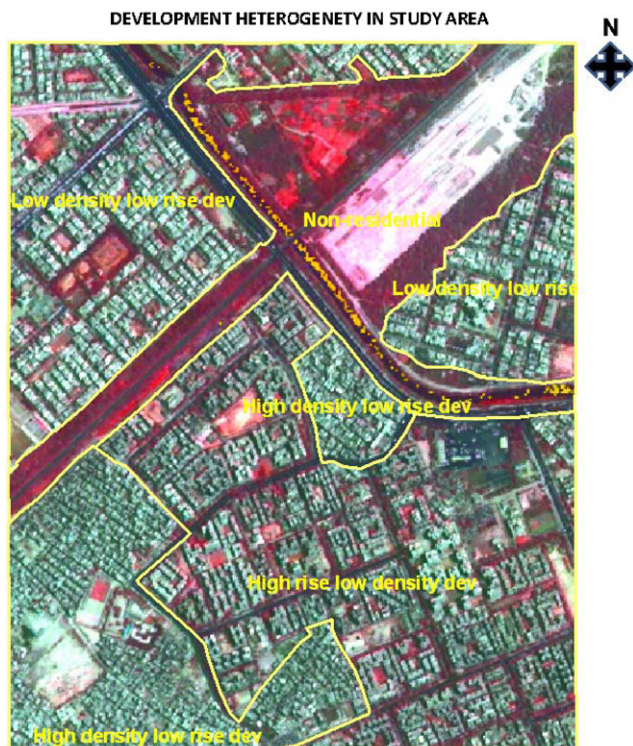 DEVELOPMENT HETEROGENETY IN STUDY AREA
N
Low density low rise dev
Non-residential
Low density low rise
High density low rise dev
High rise low density dev
High density low rise dev